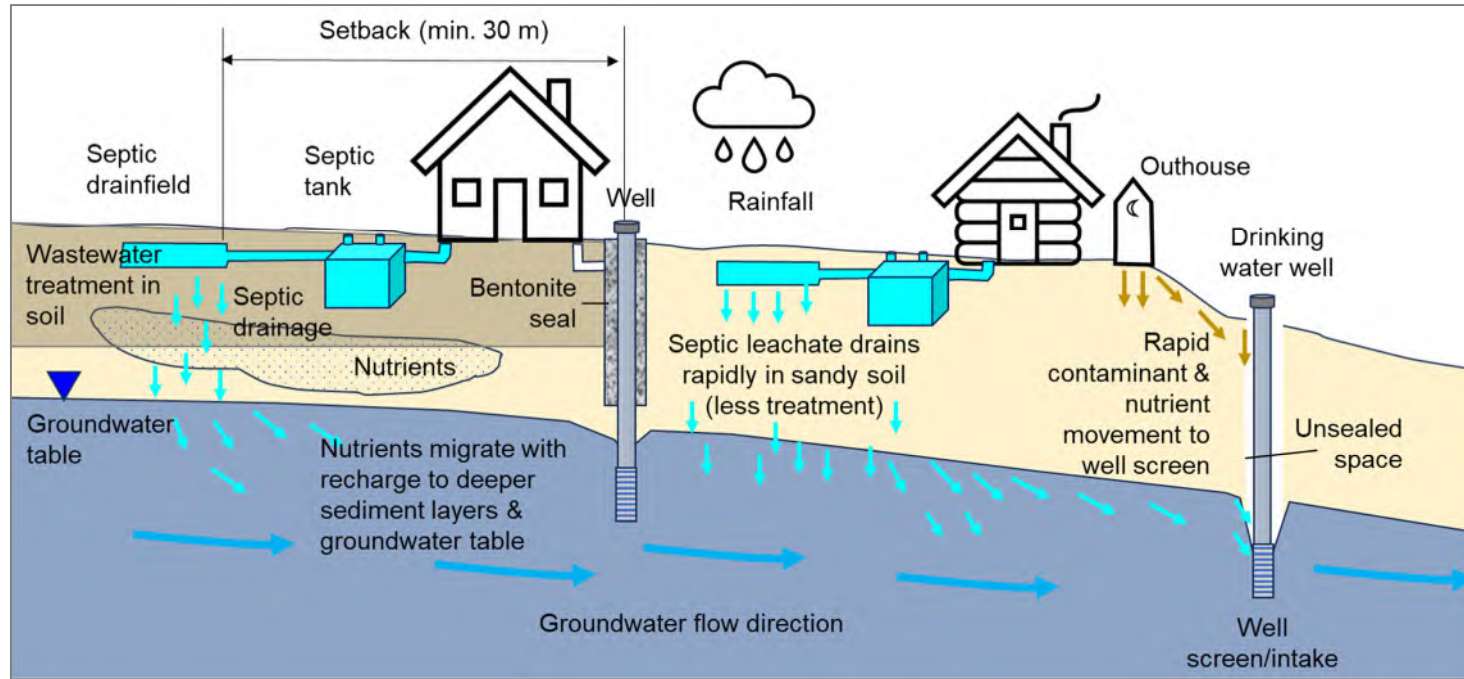 Setback (min. 30 m)
Septic
drainfield
Septic
tank
Well
Rainfall
Outhouse
Drinking
water well
Wastewater
treatment in
soil
Septic
drainage
Nutrients
Bentonite
seal
Septic leachate drains
rapidly in sandy soil
(less treatment)
Rapid
contaminant &
nutrient
movement to
well screen
Unsealed
space
Groundwater
table
Nutrients migrate with
recharge to deeper
sediment layers &
groundwater table
Groundwater flow direction
Well
screen/intake